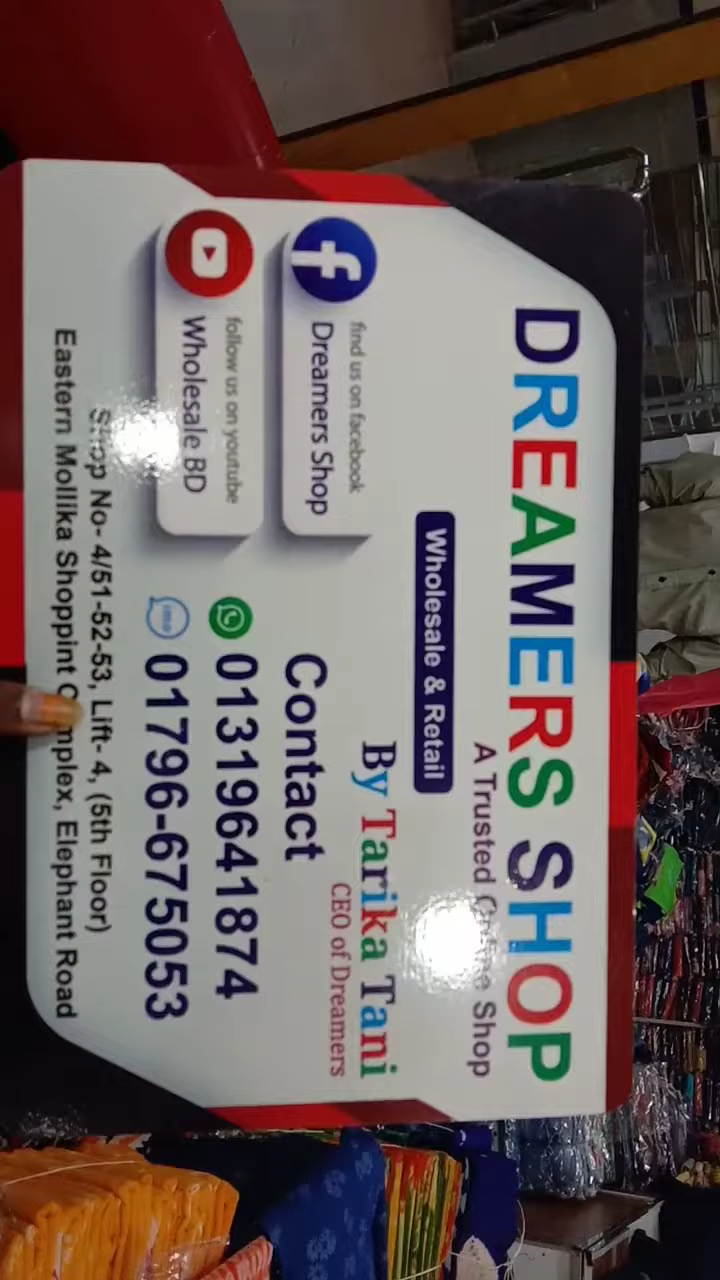 DREAMERS SHOP
A Trusted Online Shop
Wholesale & Retail
By Tarika Tani
CEO of Dreamers
find us on facebook
Dreamers Shop
follow us on youtube
Wholesale BD
Contact
01319641874
imo 01796-675053
Shop No- 4/51-52-53, Lift- 4, (5th Floor)
Eastern Mollika Shoppint Complex, Elephant Road